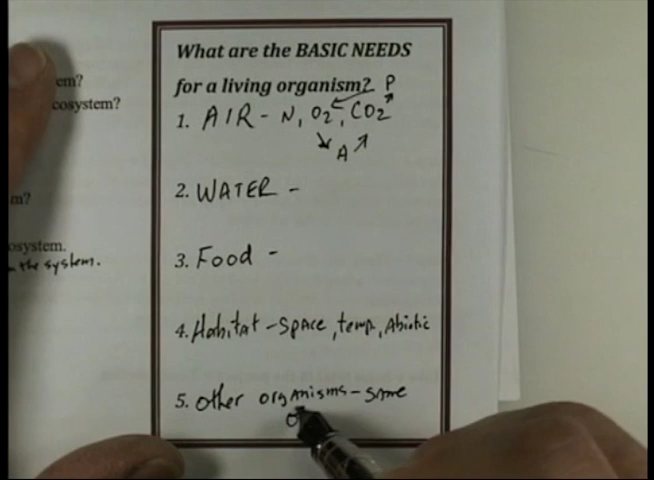 What are the BASIC NEEDS
for a living organism? P
em?
cosystem?
1. AIR - N, O2, CO2
A
2. WATER -
m?
osystem.
the system.
3. Food -
4. Habitat - Space, temp, Abiotic
5. other organisms - same